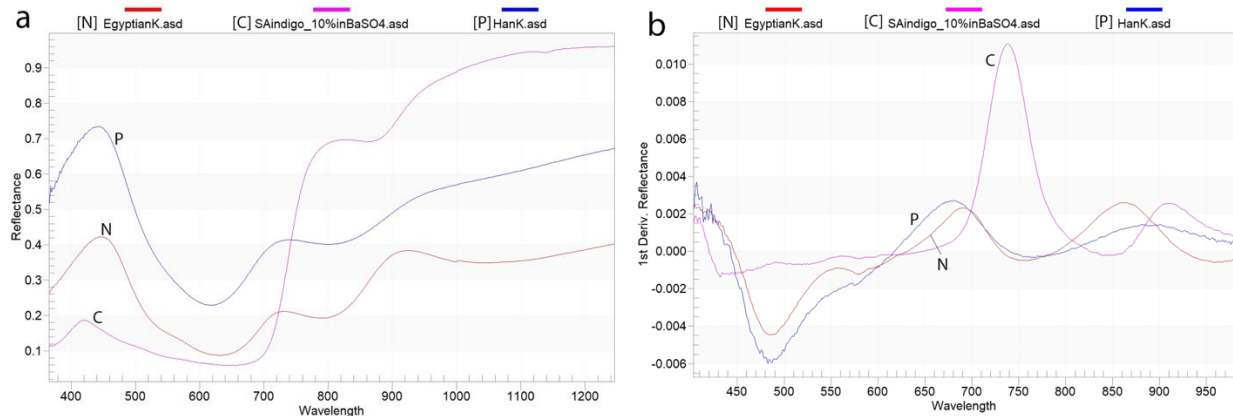 a
[N] EgyptianK.asd [C] SAindigo_10%inBaSO4.asd [P]HanK.asd
0.9
0.8
0.7
0.6
0.5
0.4
0.3
0.2
0.1
Reflectance
P
N
C
400 500 600 700 800 900 1000 1100 1200
Wavelength
b
[N] EgyptianK.asd [C] SAindigo_10%inBaSO4.asd [P] HanK.asd
0.010
0.008
0.006
0.004
0.002
0.000
-0.002
-0.004
-0.006
1st Deriv. Reflectance
C
P
N
450 500 550 600 650 700 750 800 850 900 950
Wavelength